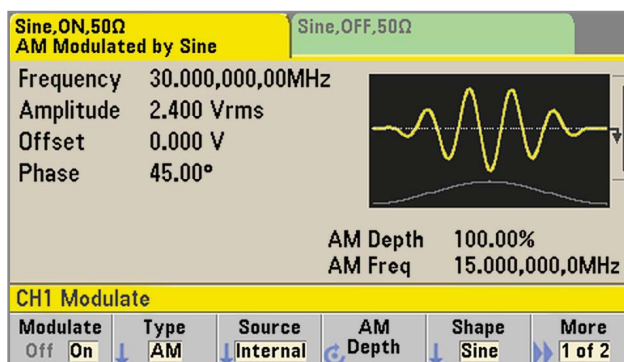 Sine,ON,50Ω
AM Modulated by Sine
Sine,OFF,50Ω
Frequency 30.000,000,00MHz
Amplitude 2.400 Vrms
Offset 0.000 V
Phase 45.00°
AM Depth 100.00%
AM Freq 15.000,000,0MHz
CH1 Modulate
Modulate Off On
Type AM
Source Internal
AM Depth
Shape Sine
More 1 of 2